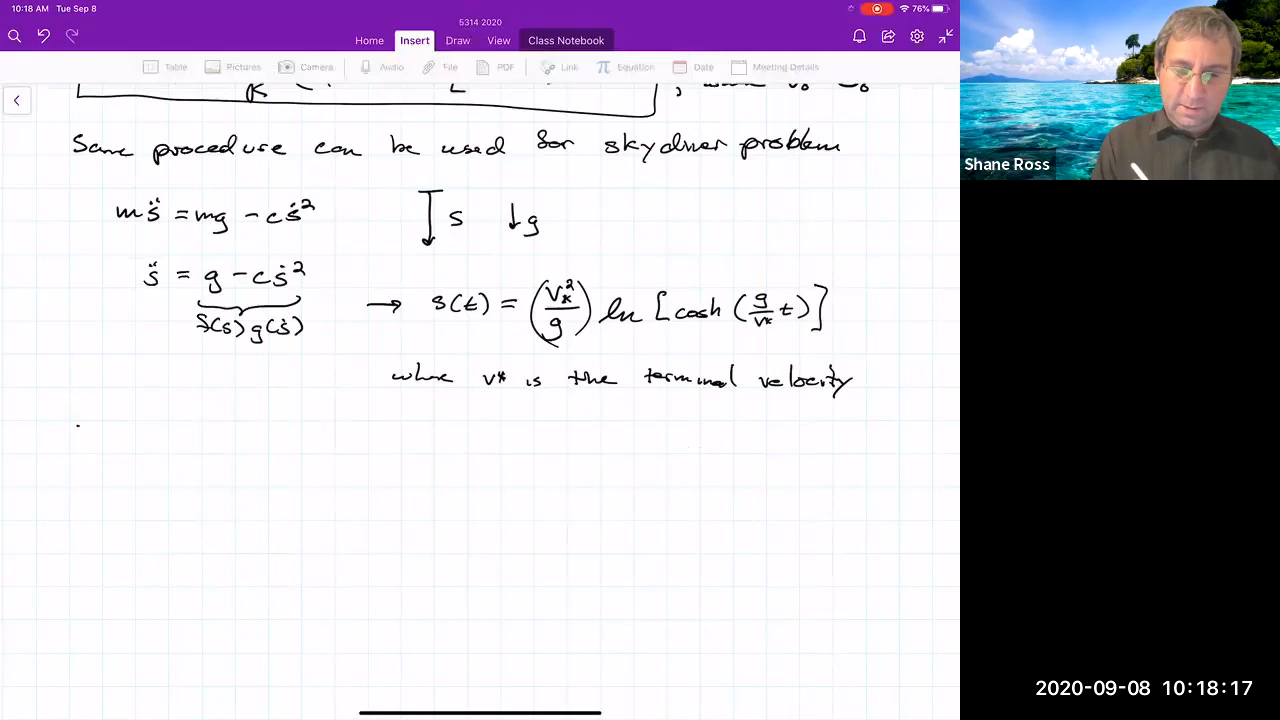 10:18 AM Tue Sep 8
76%
5314 2020
Home Insert Draw View Class Notebook
Table Pictures Camera Audio File PDF Link Equation Date Meeting Details
Same procedure can be used for skydiver problem
ms̈ = mg - cṡ²
s ↓g
s̈ = g - cṡ²
f(s) g(ṡ)
→ s(t) = (v*²/g) ln [cosh (g/v* t)]
where v* is the terminal velocity
Shane Ross
2020-09-08 10:18:17